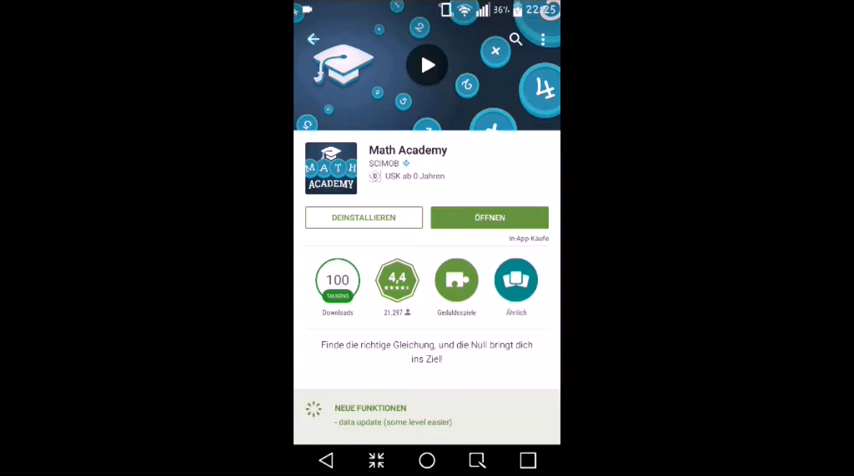 36% 22:25
Math Academy
SCIMOB
USK ab 0 Jahren
MATH
ACADEMY
DEINSTALLIEREN
ÖFFNEN
In-App-Käufe
100
TAUSEND
4,4
Downloads
21.297
Geduldsspiele
Ähnlich
Finde die richtige Gleichung, und die Null bringt dich
ins Ziel!
NEUE FUNKTIONEN
- data update (some level easier)